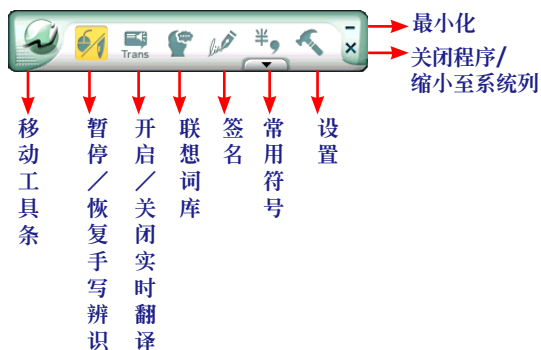 Trans
半，
最小化
关闭程序/
缩小至系统列
移动工具条
暂停/恢复手写辨识
开启/关闭实时翻译
联想词库
签名
常用符号
设置